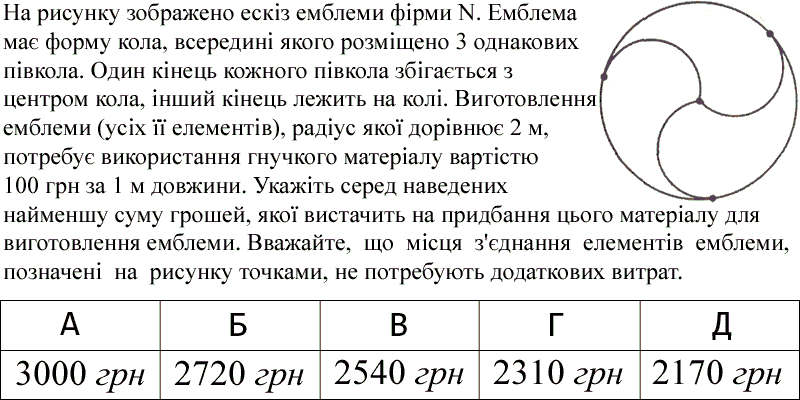 На рисунку зображено ескіз емблеми фірми N. Емблема
має форму кола, всередині якого розміщено 3 однакових
півкола. Один кінець кожного півкола збігається з
центром кола, інший кінець лежить на колі. Виготовлення
емблеми (усіх її елементів), радіус якої дорівнює 2 м,
потребує використання гнучкого матеріалу вартістю
100 грн за 1 м довжини. Укажіть серед наведених
найменшу суму грошей, якої вистачить на придбання цього матеріалу для
виготовлення емблеми. Вважайте, що місця з'єднання елементів емблеми,
позначені на рисунку точками, не потребують додаткових витрат.
А Б В Г Д
3000 грн 2720 грн 2540 грн 2310 грн 2170 грн